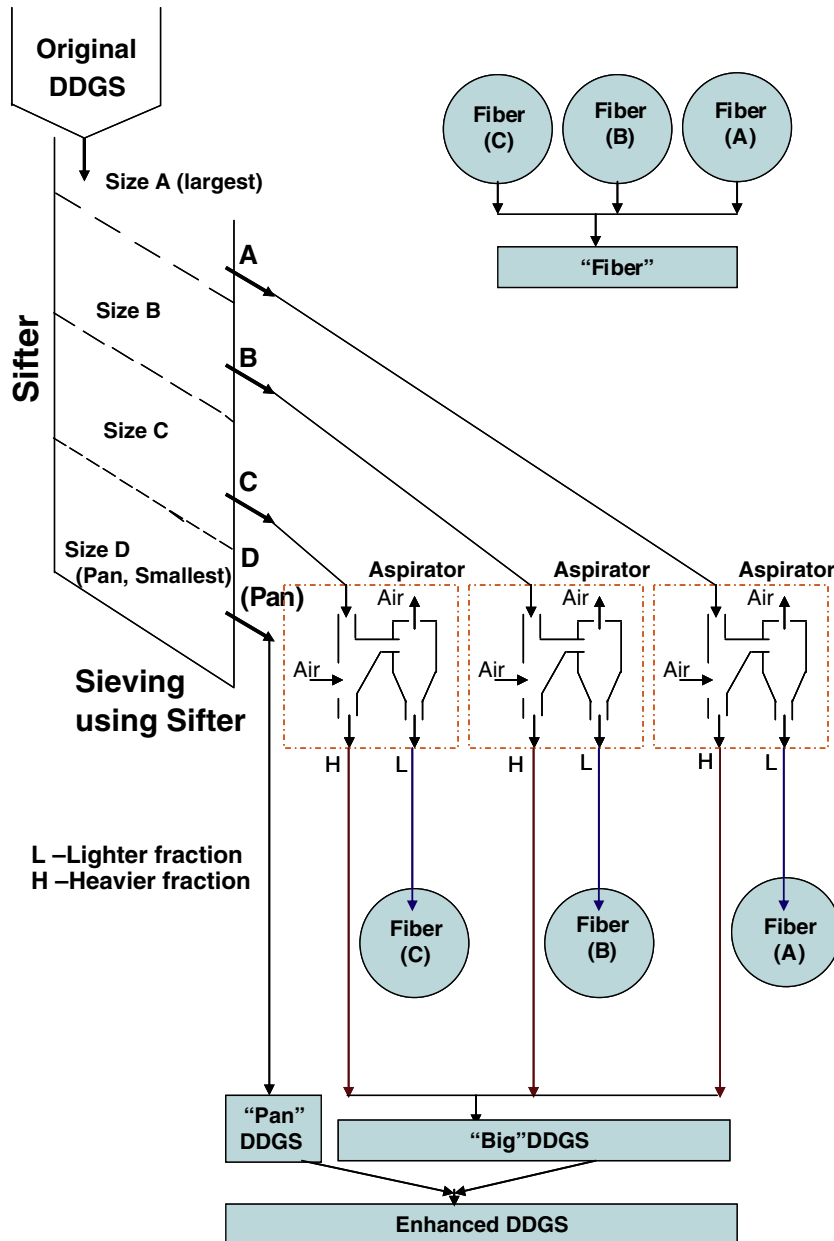 Original
DDGS
Fiber
(C)
Fiber
(B)
Fiber
(A)
“Fiber”
Size A (largest)
A
Size B
B
Sifter
Size C
C
Size D
(Pan, Smallest)
D
(Pan)
Sieving
using Sifter
Aspirator
Air
Air
H
L
Aspirator
Air
Air
H
L
Aspirator
Air
Air
H
L
L –Lighter fraction
H –Heavier fraction
Fiber
(C)
Fiber
(B)
Fiber
(A)
“Pan”
DDGS
“Big”DDGS
Enhanced DDGS